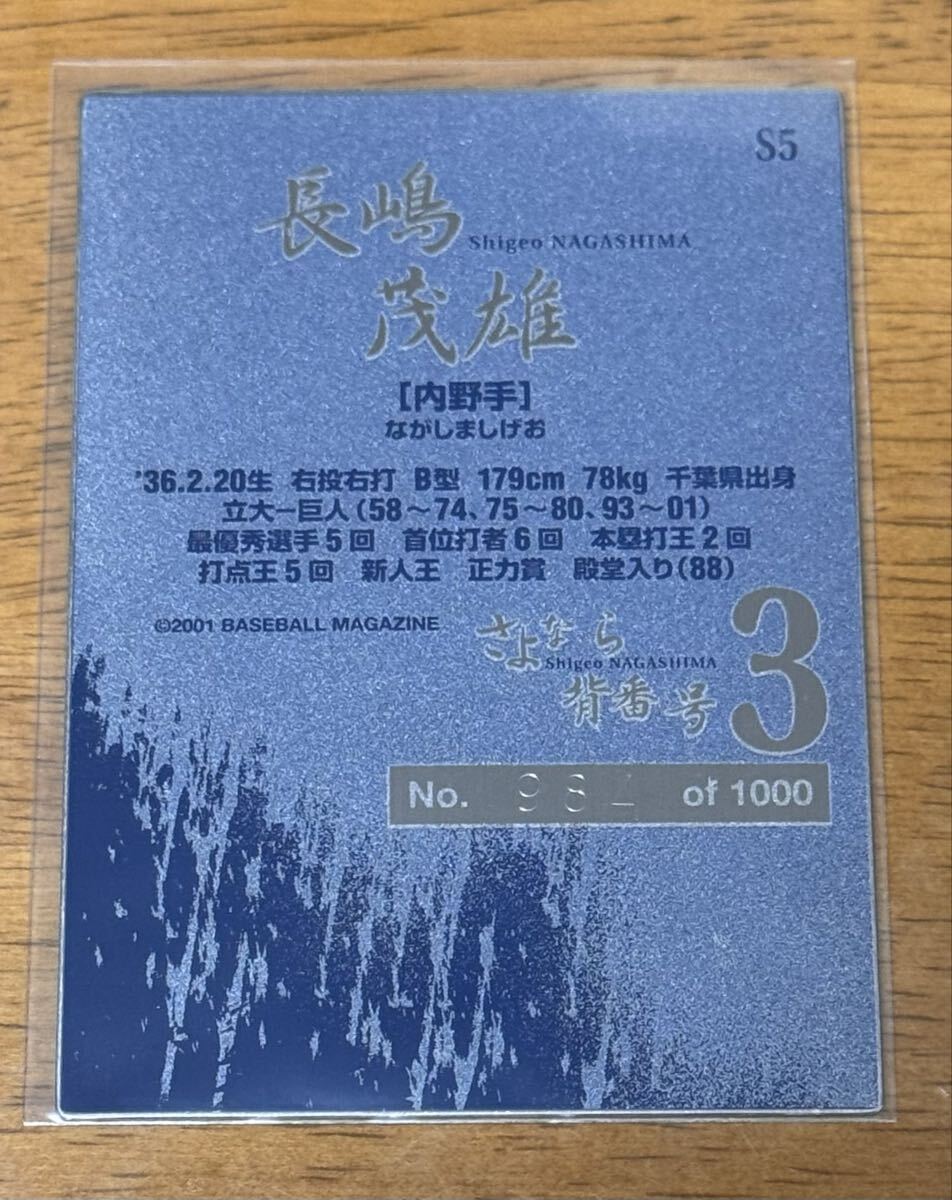 S5
長嶋
Shigeo NAGASHIMA
茂雄
[内野手]
ながしましげお
'36.2.20生 右投右打 B型 179cm 78kg 千葉県出身
立大ー巨人(58〜74、75〜80、93〜01)
最優秀選手5回 首位打者6回 本塁打王2回
打点王5回 新人王 正力賞 殿堂入り(88)
©2001 BASEBALL MAGAZINE
さよなら
Shigeo NAGASHIMA
背番号
3
No. of 1000